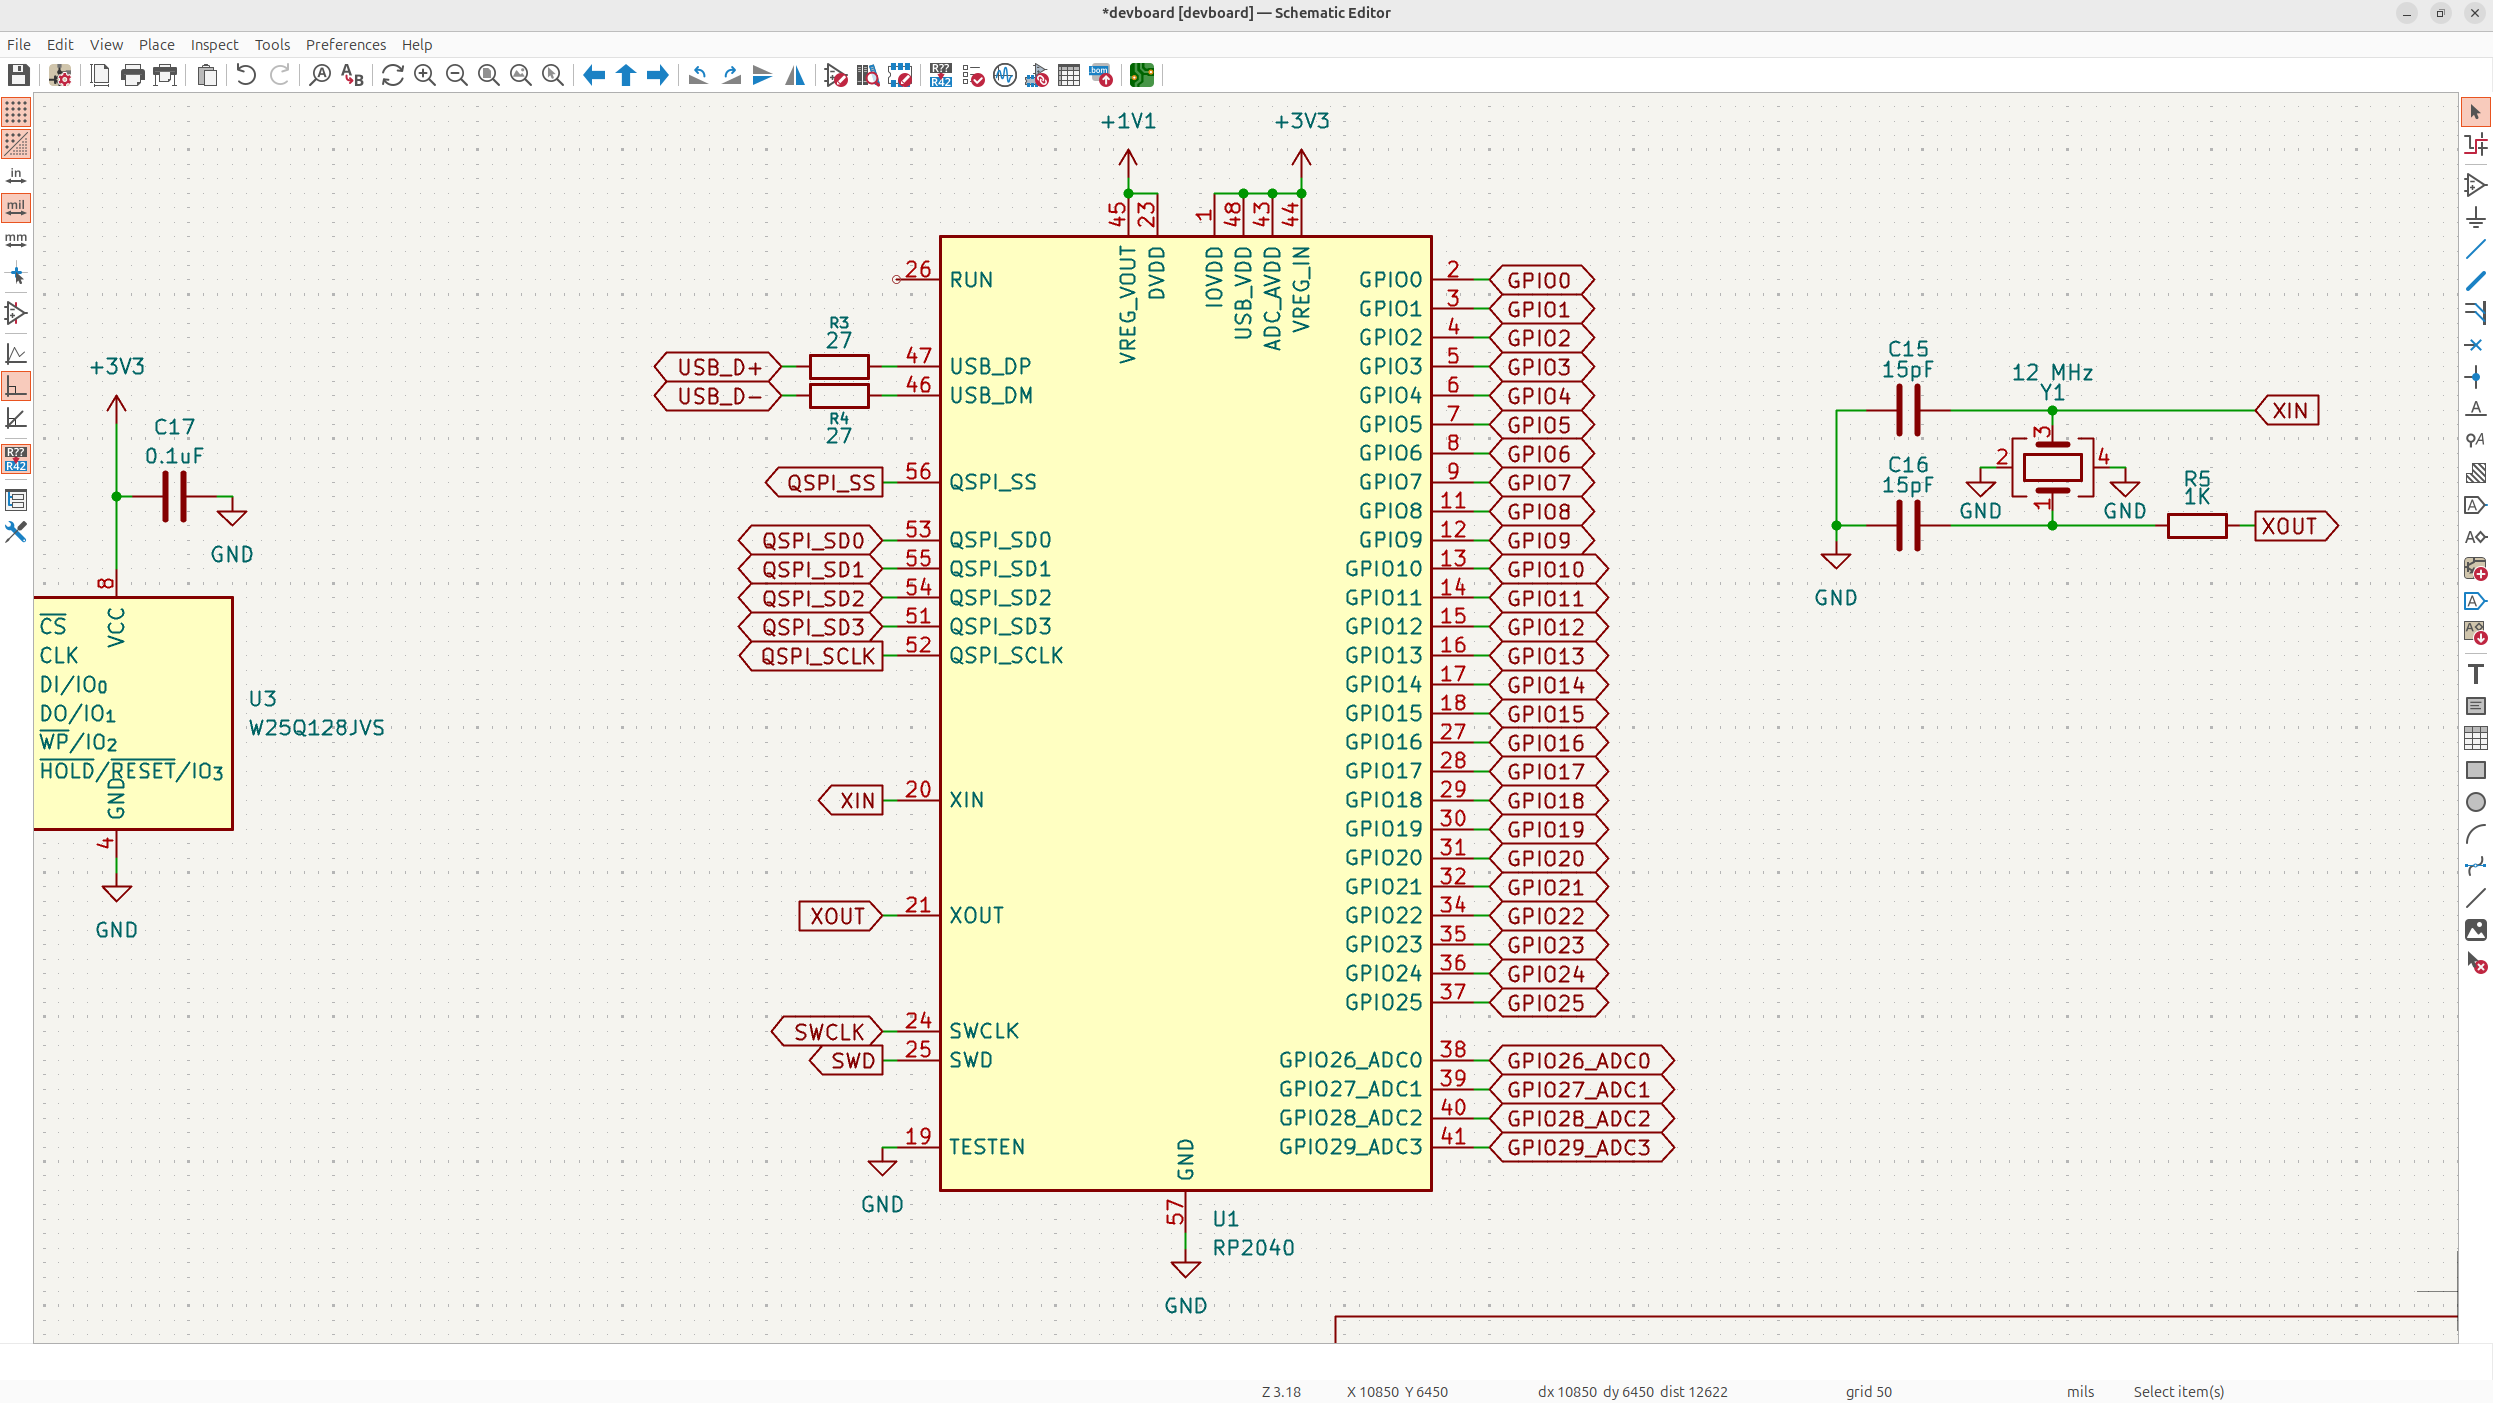 *devboard [devboard] — Schematic Editor
File Edit View Place Inspect Tools Preferences Help
in
mil
mm
R??
R42
+1V1
+3V3
45
23
1
48
43
44
VREG_VOUT
DVDD
IOVDD
USB_VDD
ADC_AVDD
VREG_IN
26 RUN
R3
27
USB_D+ 47 USB_DP
USB_D- 46 USB_DM
R4
27
QSPI_SS 56 QSPI_SS
QSPI_SD0 53 QSPI_SD0
QSPI_SD1 55 QSPI_SD1
QSPI_SD2 54 QSPI_SD2
QSPI_SD3 51 QSPI_SD3
QSPI_SCLK 52 QSPI_SCLK
XIN 20 XIN
XOUT 21 XOUT
SWCLK 24 SWCLK
SWD 25 SWD
19 TESTEN
GND
GND
57
U1
RP2040
GND
GPIO0 2 GPIO0
GPIO1 3 GPIO1
GPIO2 4 GPIO2
GPIO3 5 GPIO3
GPIO4 6 GPIO4
GPIO5 7 GPIO5
GPIO6 8 GPIO6
GPIO7 9 GPIO7
GPIO8 11 GPIO8
GPIO9 12 GPIO9
GPIO10 13 GPIO10
GPIO11 14 GPIO11
GPIO12 15 GPIO12
GPIO13 16 GPIO13
GPIO14 17 GPIO14
GPIO15 18 GPIO15
GPIO16 27 GPIO16
GPIO17 28 GPIO17
GPIO18 29 GPIO18
GPIO19 30 GPIO19
GPIO20 31 GPIO20
GPIO21 32 GPIO21
GPIO22 34 GPIO22
GPIO23 35 GPIO23
GPIO24 36 GPIO24
GPIO25 37 GPIO25
GPIO26_ADC0 38 GPIO26_ADC0
GPIO27_ADC1 39 GPIO27_ADC1
GPIO28_ADC2 40 GPIO28_ADC2
GPIO29_ADC3 41 GPIO29_ADC3
+3V3
C17
0.1uF
GND
8
VCC
CS
CLK
DI/IO0
DO/IO1
WP/IO2
HOLD/RESET/IO3
GND
U3
W25Q128JVS
4
GND
C15
15pF
12 MHz
Y1
XIN
3
2
4
C16
15pF
GND
1
GND
R5
1K
XOUT
GND
Z 3.18 X 10850 Y 6450 dx 10850 dy 6450 dist 12622 grid 50 mils Select item(s)